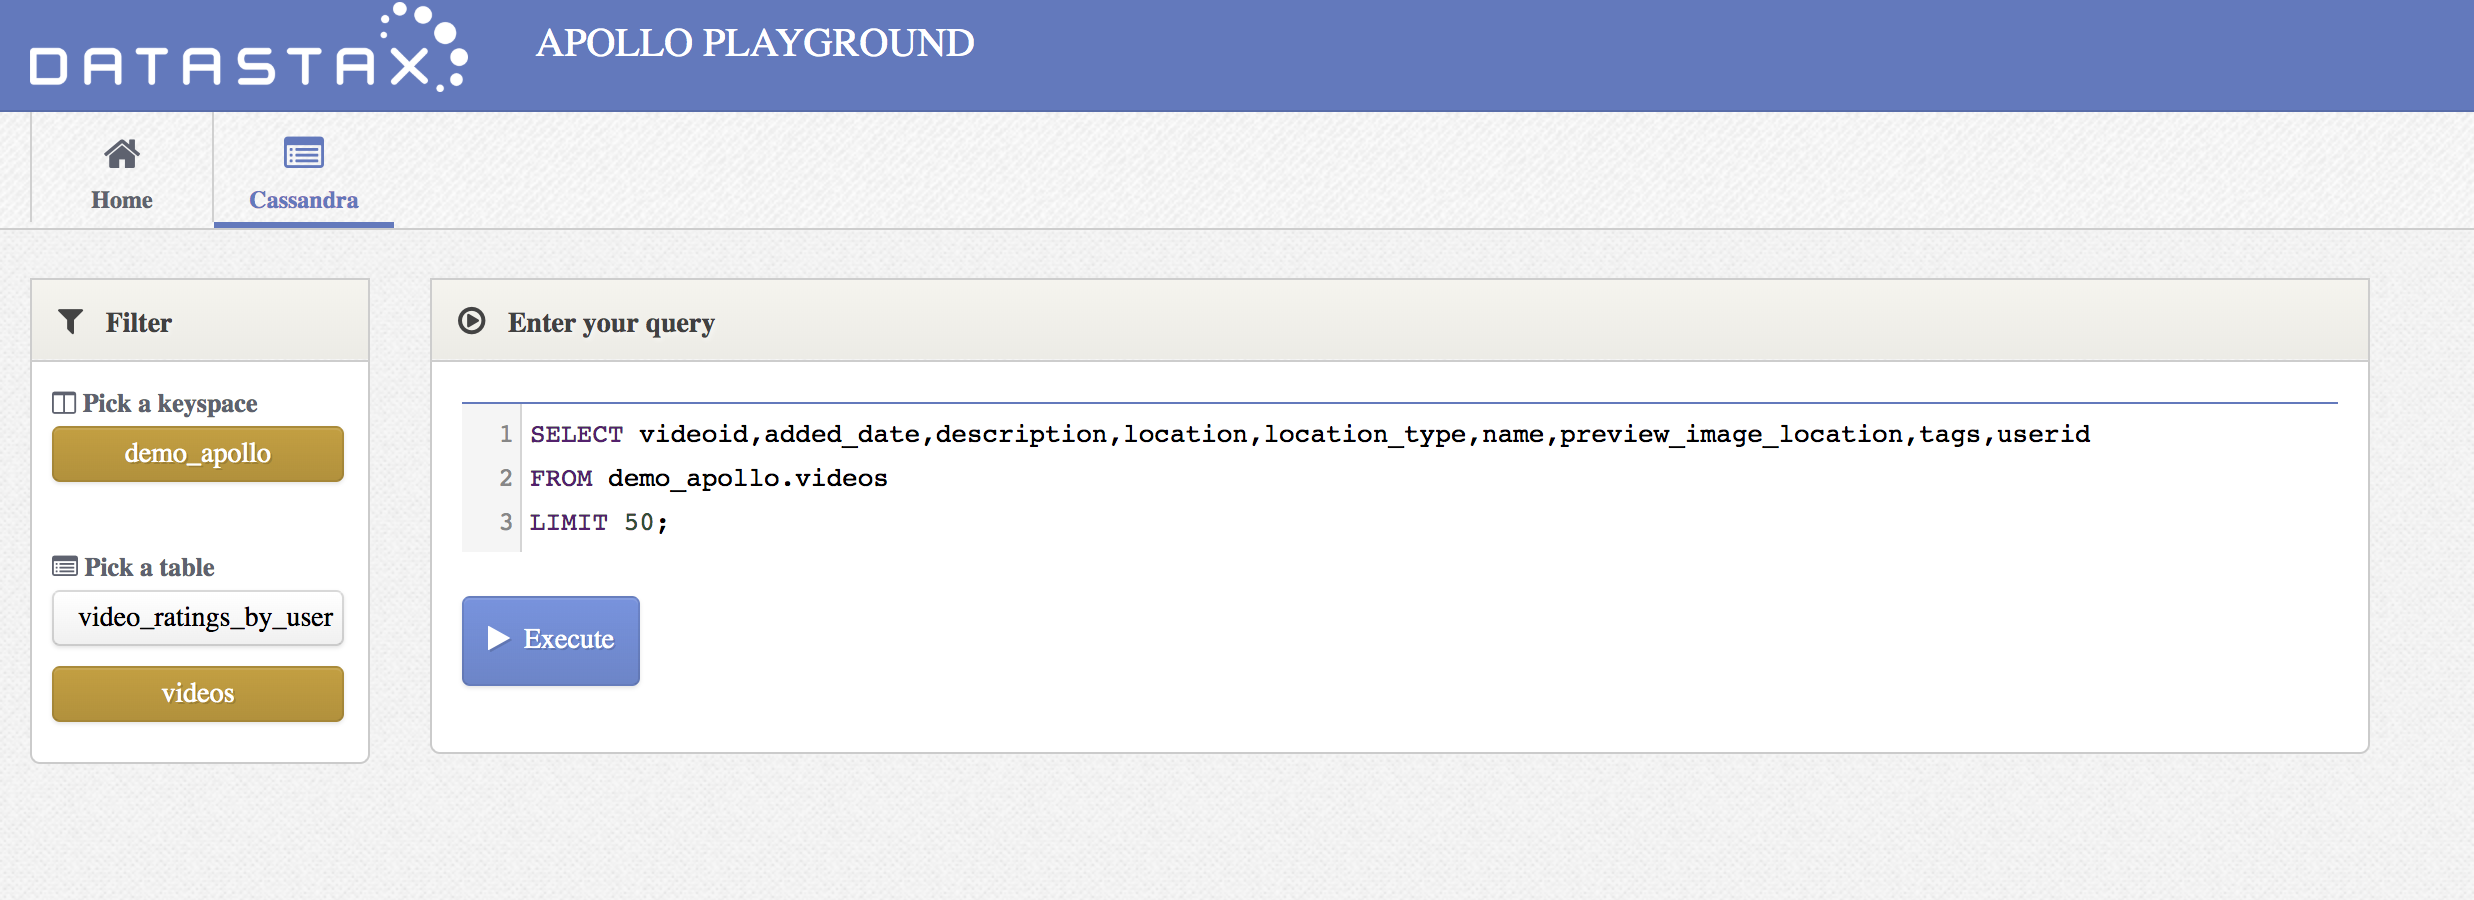 DATASTAX
APOLLO PLAYGROUND
Home
Cassandra
Filter
Pick a keyspace
demo_apollo
Pick a table
video_ratings_by_user
videos
Enter your query
1 SELECT videoid,added_date,description,location,location_type,name,preview_image_location,tags,userid
2 FROM demo_apollo.videos
3 LIMIT 50;
Execute